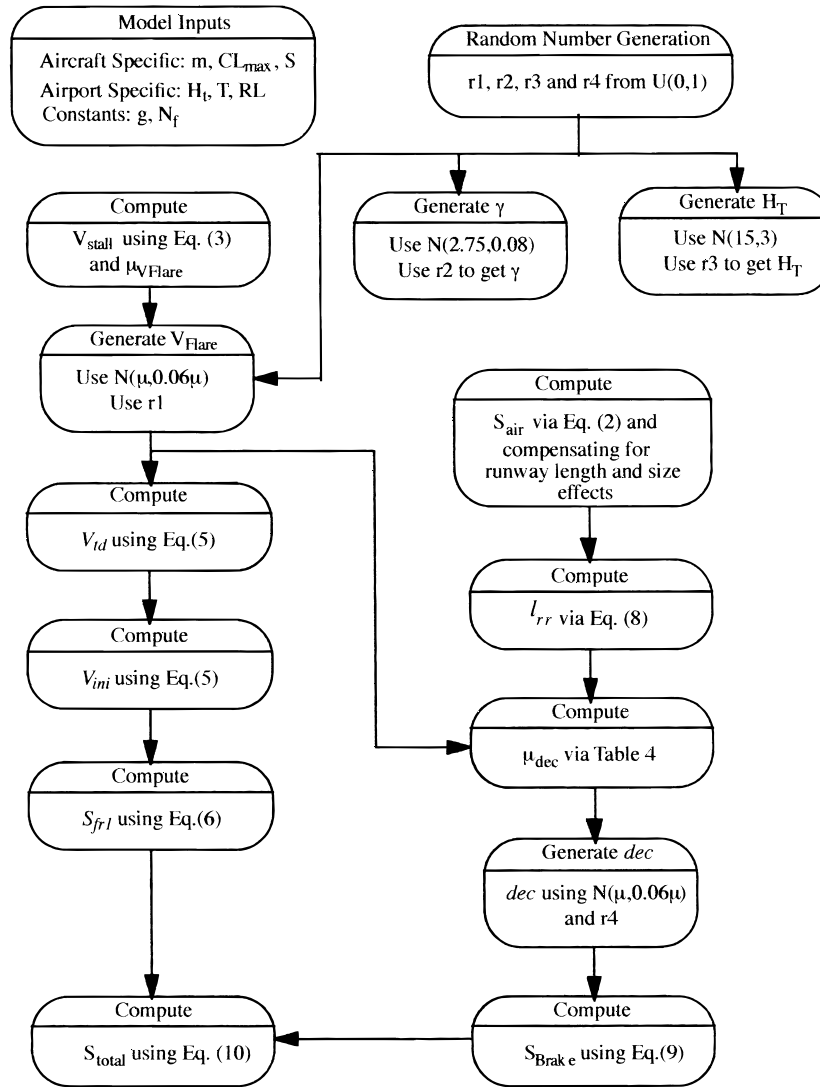 Model Inputs
Aircraft Specific: m, CLmax, S
Airport Specific: Ht, T, RL
Constants: g, Nf
Random Number Generation
r1, r2, r3 and r4 from U(0,1)
Compute
Vstall using Eq. (3)
and μVFlare
Generate γ
Use N(2.75,0.08)
Use r2 to get γ
Generate HT
Use N(15,3)
Use r3 to get HT
Generate VFlare
Use N(μ,0.06μ)
Use r1
Compute
Sair via Eq. (2) and
compensating for
runway length and size
effects
Compute
Vtd using Eq.(5)
Compute
lrr via Eq. (8)
Compute
Vini using Eq.(5)
Compute
μdec via Table 4
Compute
Sfr1 using Eq.(6)
Generate dec
dec using N(μ,0.06μ)
and r4
Compute
Stotal using Eq. (10)
Compute
SBrak e using Eq.(9)